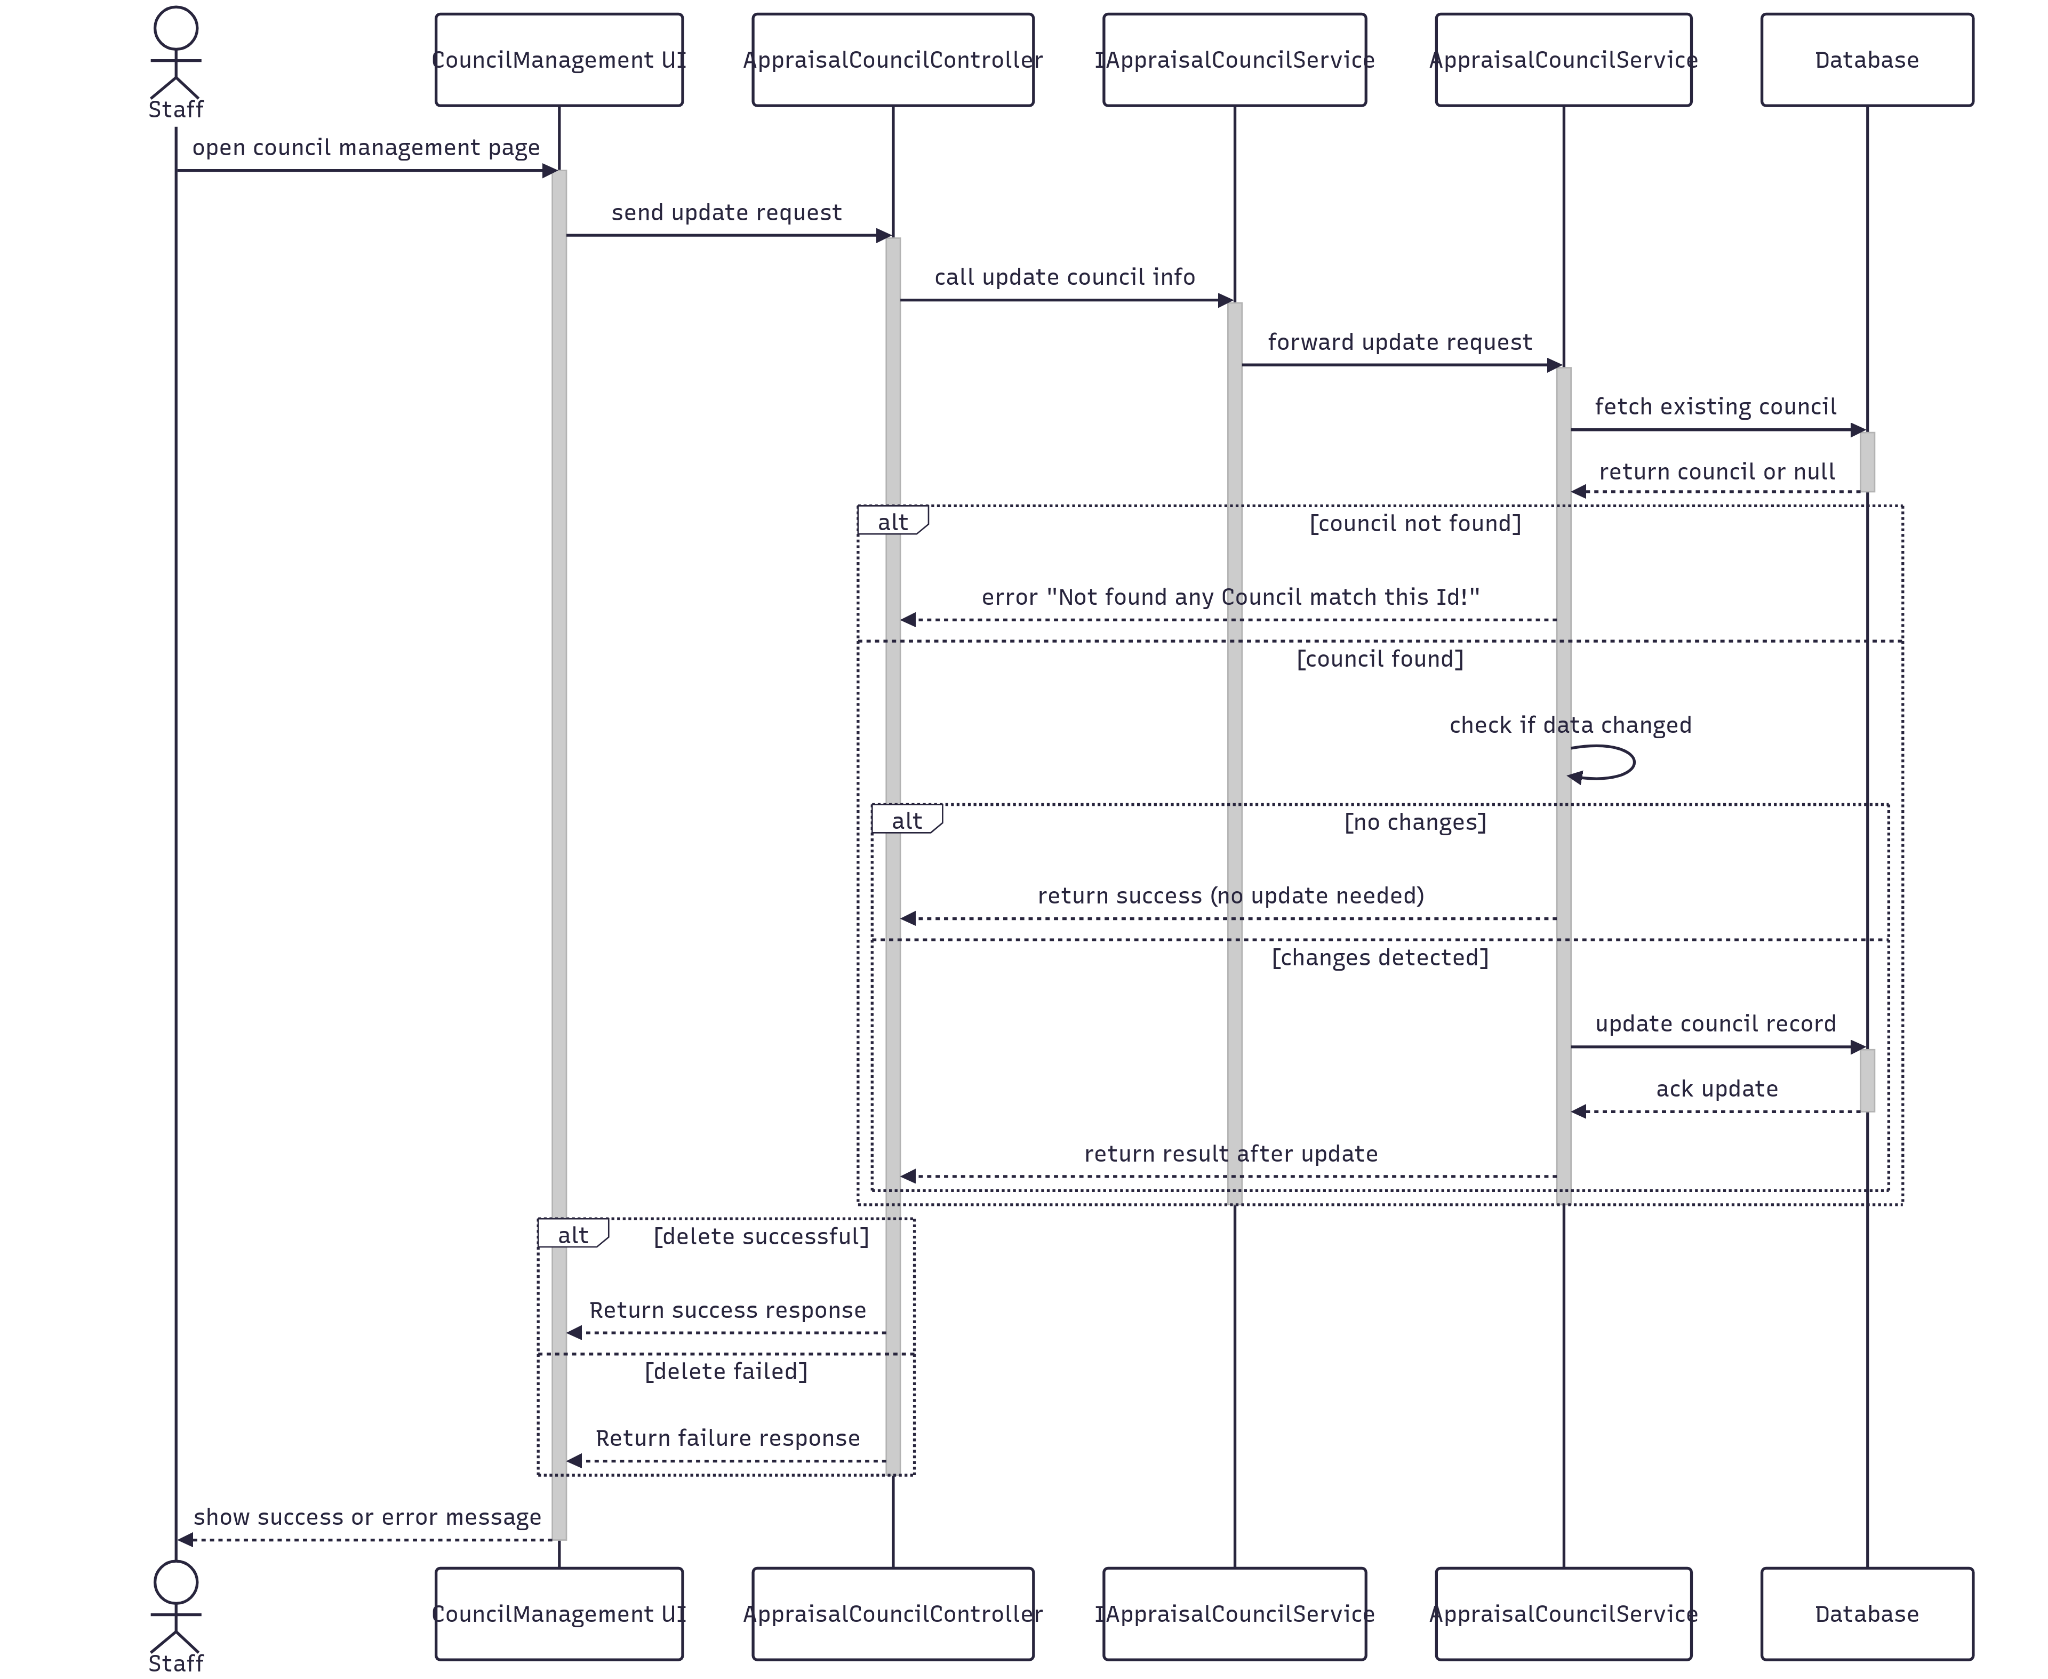 Staff
CouncilManagement UI
AppraisalCouncilController
IAppraisalCouncilService
AppraisalCouncilService
Database
open council management page
send update request
call update council info
forward update request
fetch existing council
return council or null
alt
[council not found]
error "Not found any Council match this Id!"
[council found]
check if data changed
alt
[no changes]
return success (no update needed)
[changes detected]
update council record
ack update
return result after update
alt
[delete successful]
Return success response
[delete failed]
Return failure response
show success or error message
Staff
CouncilManagement UI
AppraisalCouncilController
IAppraisalCouncilService
AppraisalCouncilService
Database